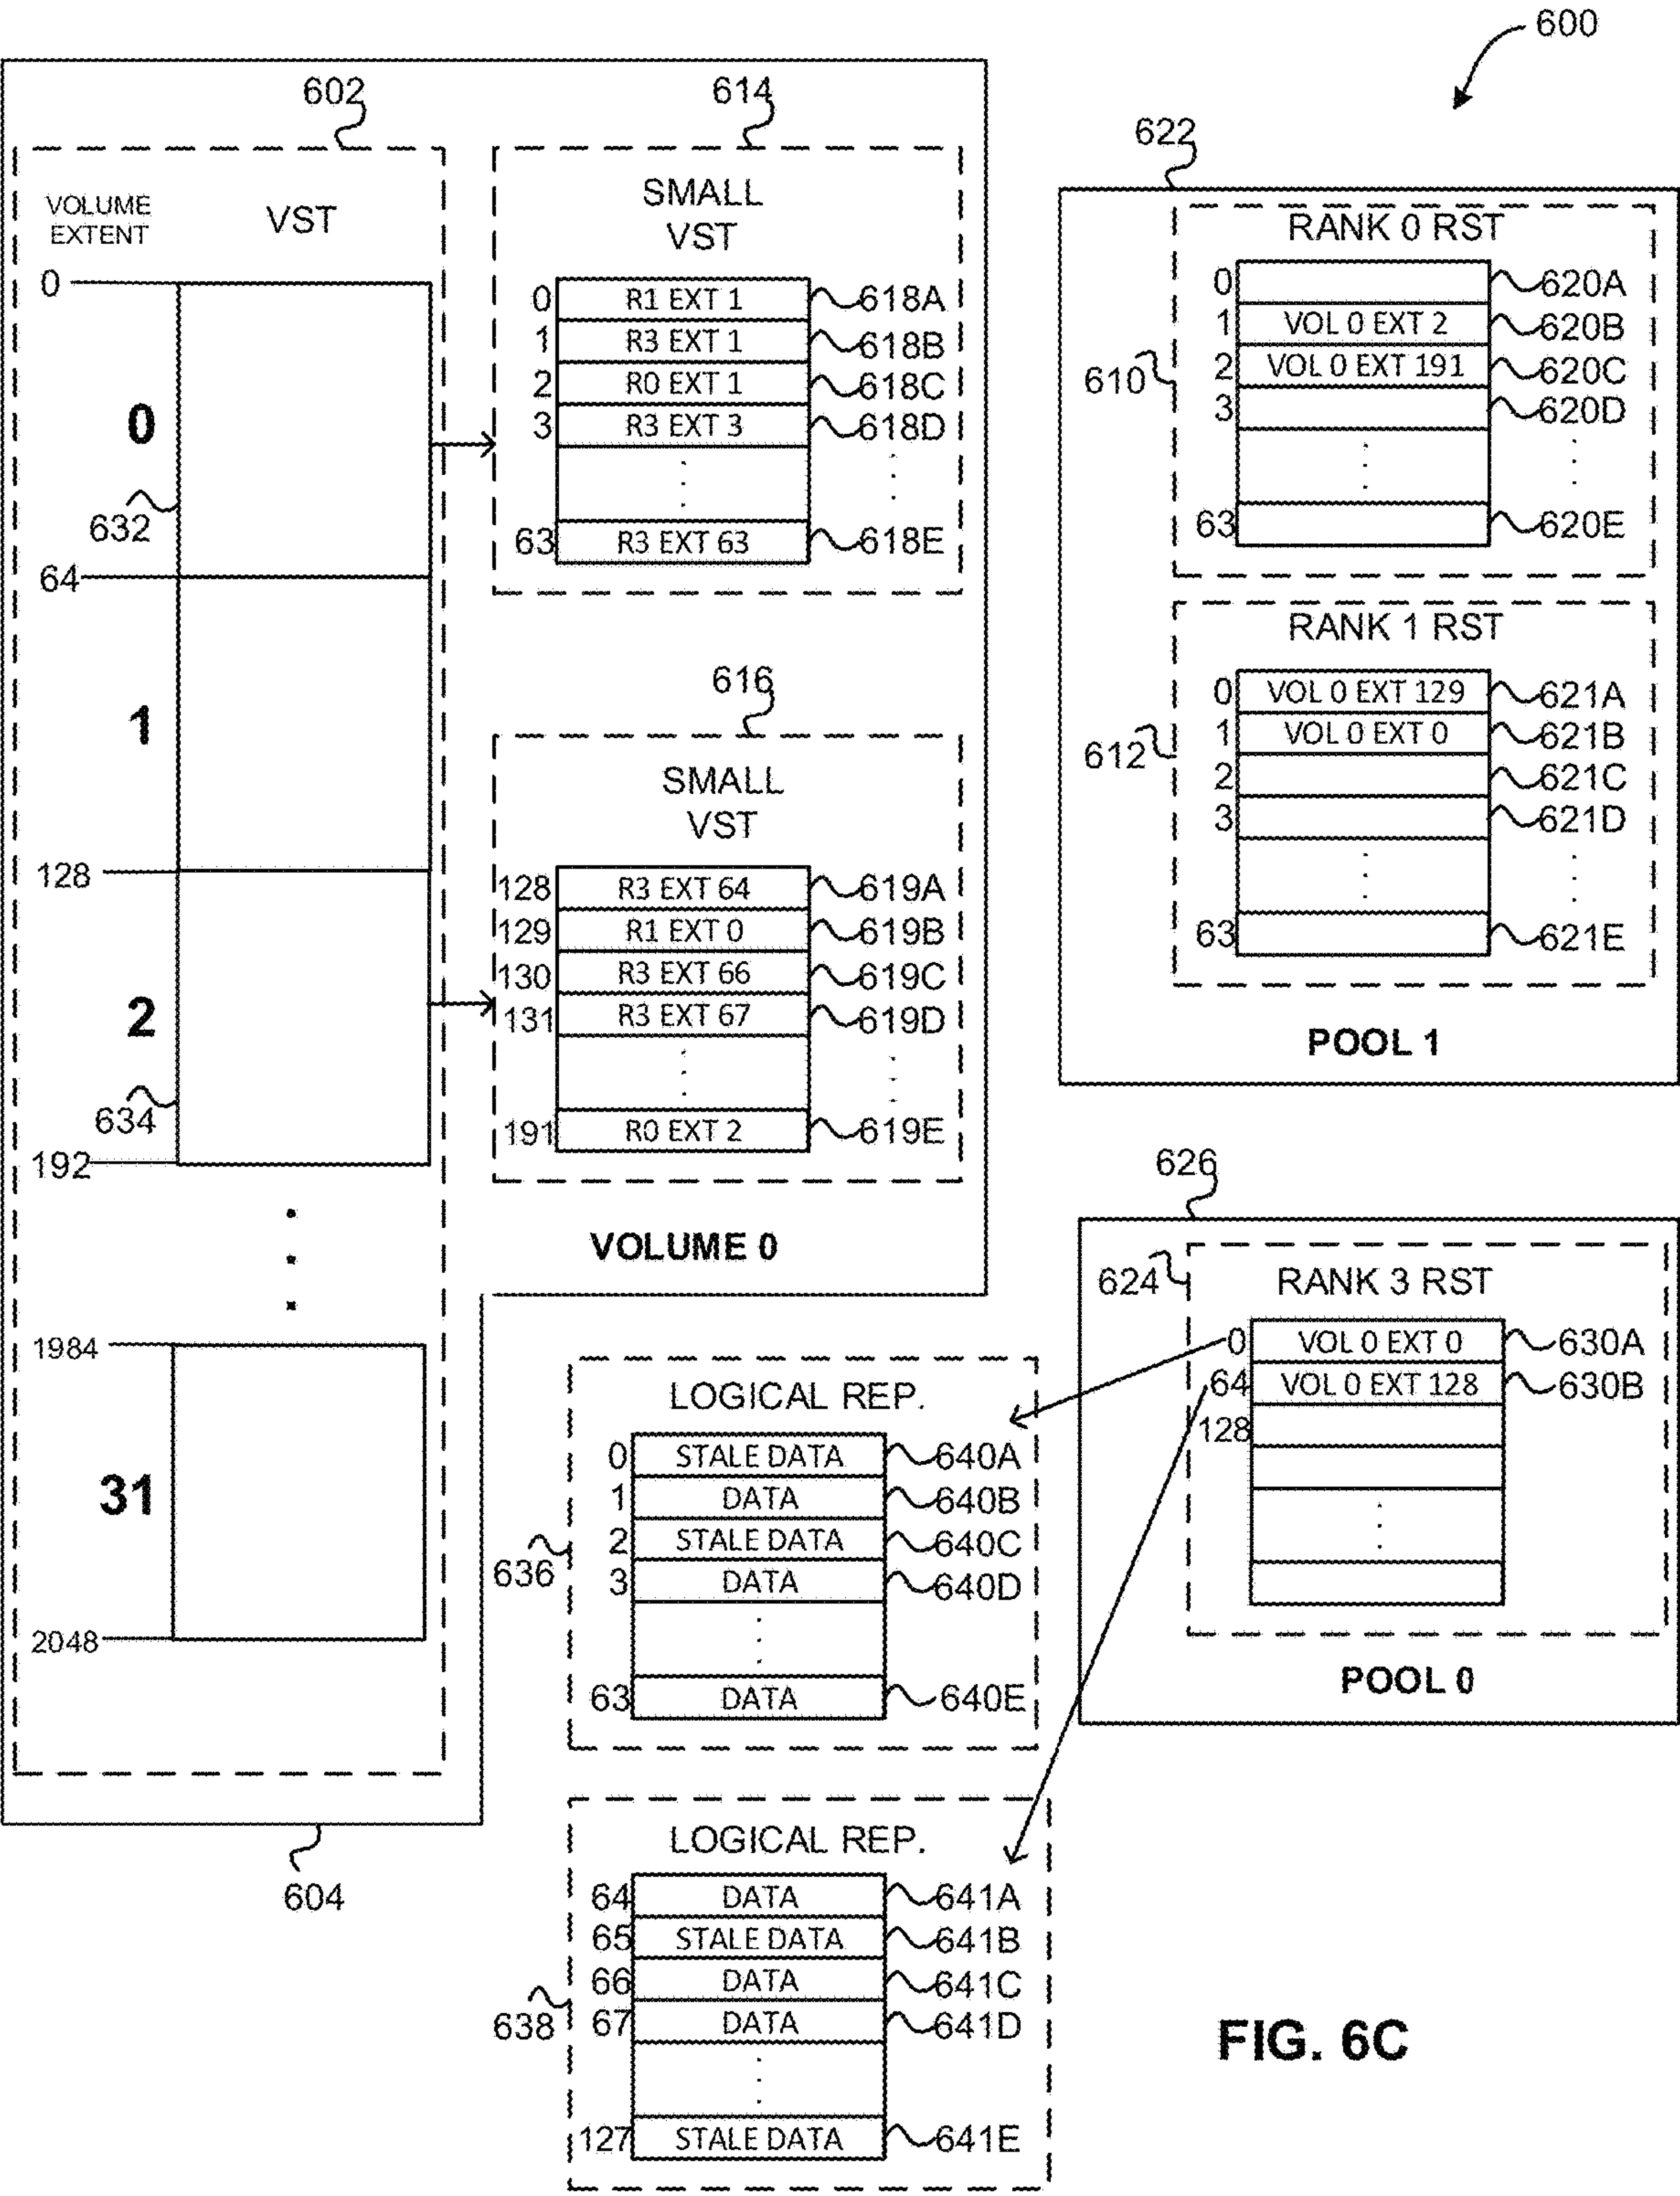 600
602
614
622
VOLUME
EXTENT
VST
SMALL
VST
0
0
632
64
1
128
2
634
192
1984
31
2048
604
0 R1 EXT 1 618A
1 R3 EXT 1 618B
2 R0 EXT 1 618C
3 R3 EXT 3 618D
63 R3 EXT 63 618E
616
SMALL
VST
128 R3 EXT 64 619A
129 R1 EXT 0 619B
130 R3 EXT 66 619C
131 R3 EXT 67 619D
191 R0 EXT 2 619E
VOLUME 0
RANK 0 RST
610
0 620A
1 VOL 0 EXT 2 620B
2 VOL 0 EXT 191 620C
3 620D
63 620E
RANK 1 RST
612
0 VOL 0 EXT 129 621A
1 VOL 0 EXT 0 621B
2 621C
3 621D
63 621E
POOL 1
626
624
RANK 3 RST
0 VOL 0 EXT 0 630A
64 VOL 0 EXT 128 630B
128
POOL 0
LOGICAL REP.
636
0 STALE DATA 640A
1 DATA 640B
2 STALE DATA 640C
3 DATA 640D
63 DATA 640E
LOGICAL REP.
638
64 DATA 641A
65 STALE DATA 641B
66 DATA 641C
67 DATA 641D
127 STALE DATA 641E
FIG. 6C